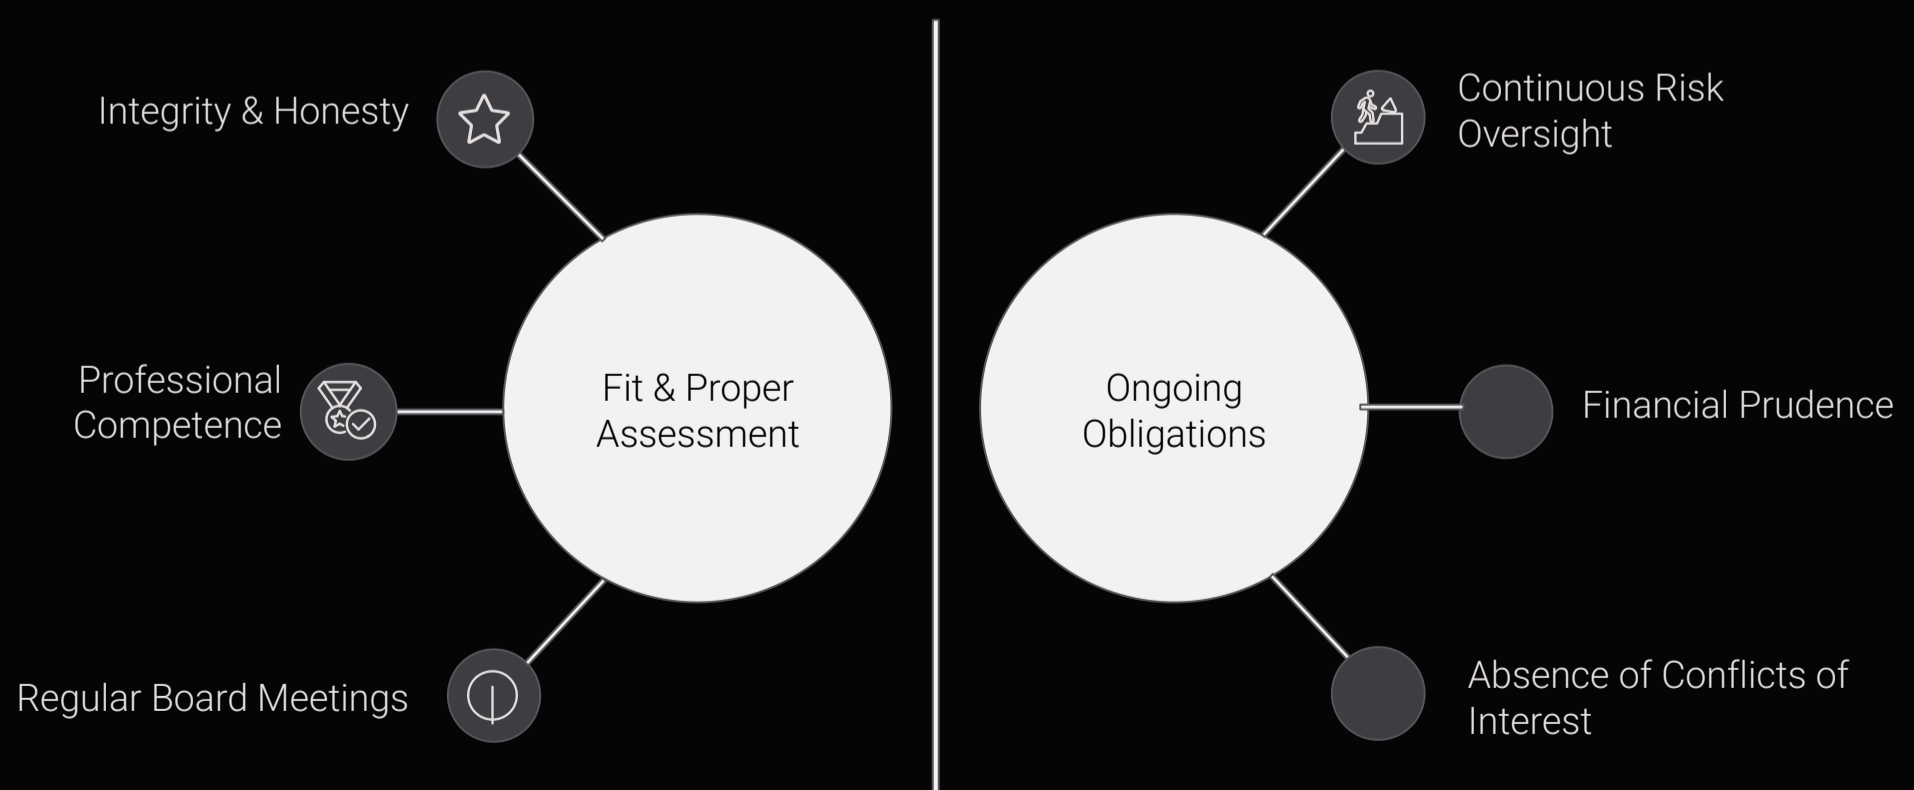 Integrity & Honesty
Professional
Competence
Regular Board Meetings
Fit & Proper
Assessment
Ongoing
Obligations
Continuous Risk
Oversight
Financial Prudence
Absence of Conflicts of
Interest